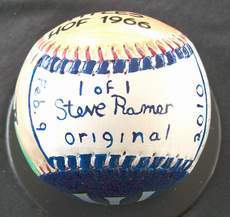 HOF 1966
1 of 1
Steve Ramer
original
Feb. 9
2010